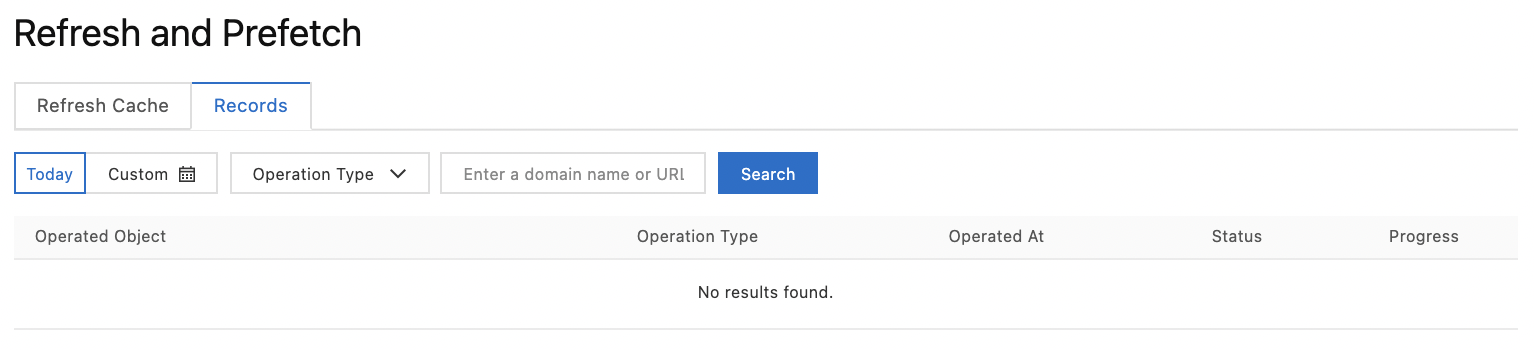 Refresh and Prefetch
Refresh Cache Records
Today Custom Operation Type Enter a domain name or URL Search
Operated Object Operation Type Operated At Status Progress
No results found.